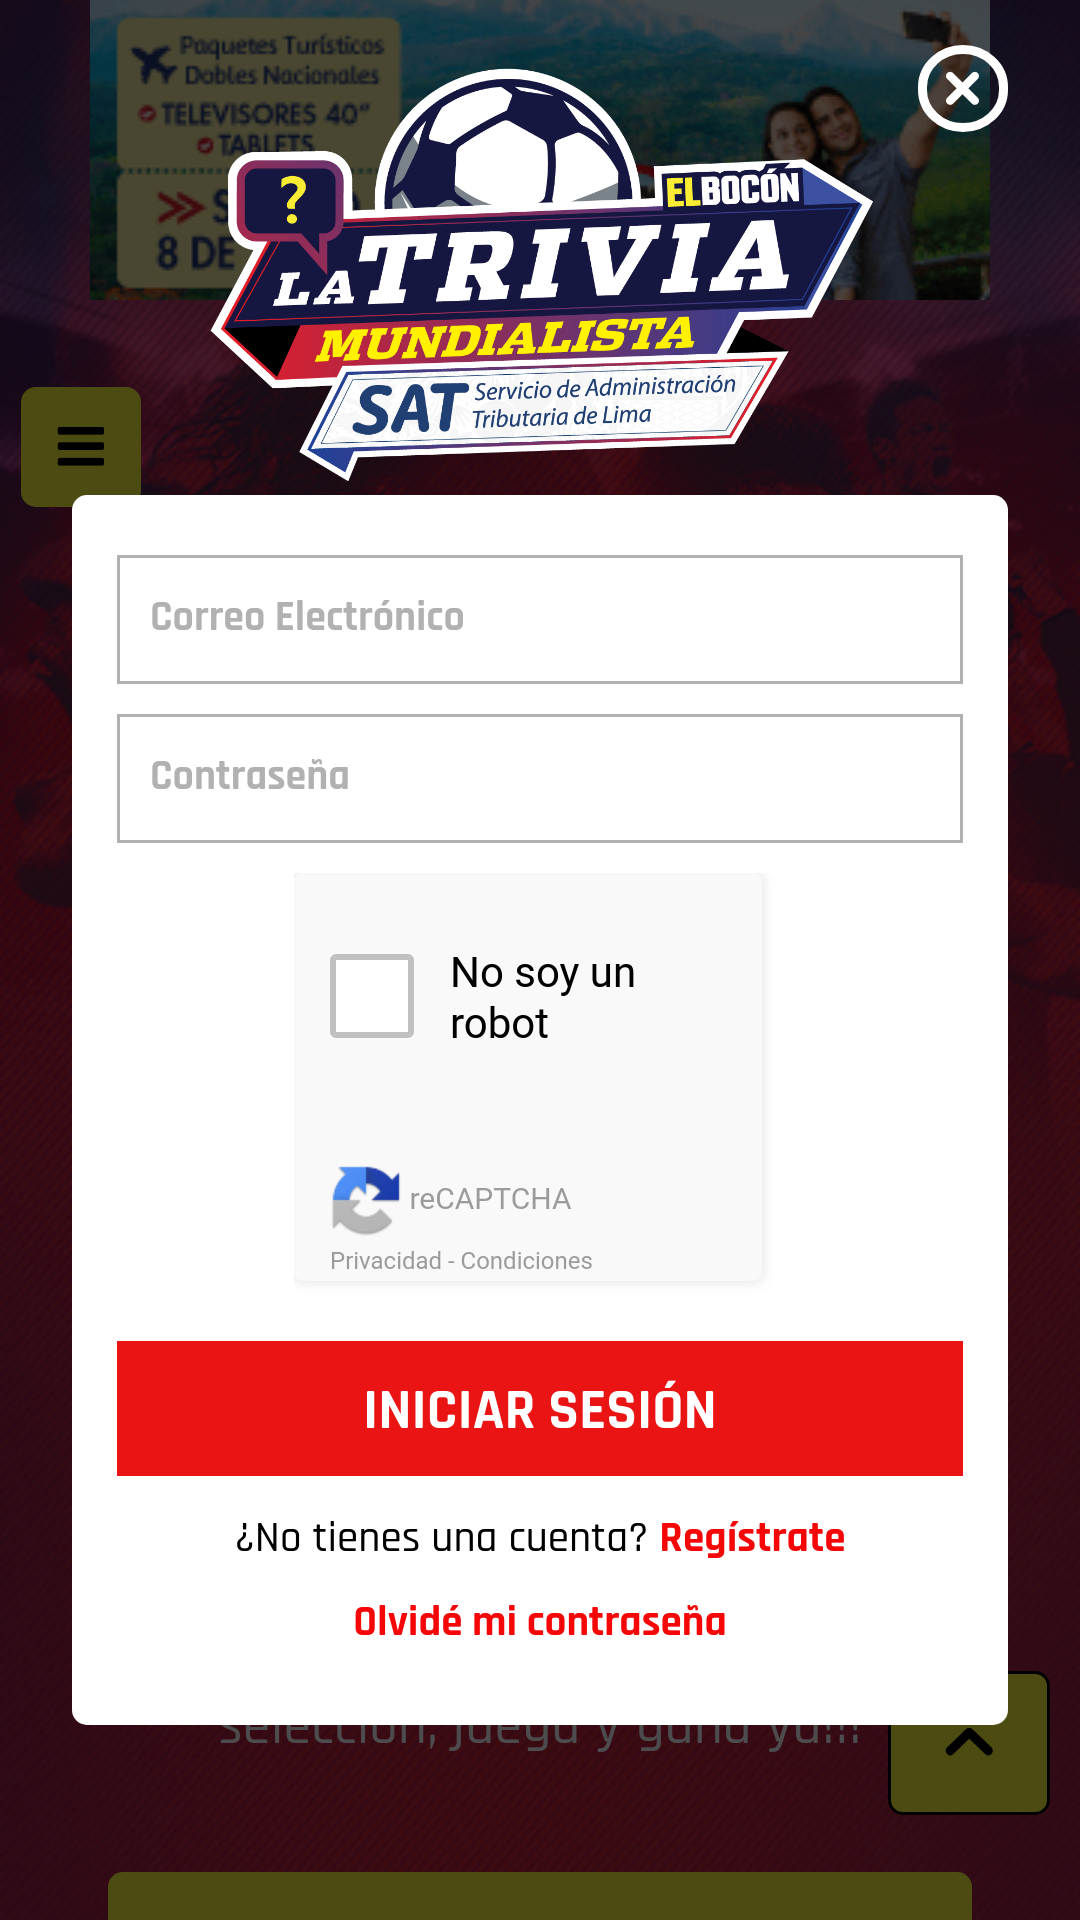 Paquetes Turísticos
Dobles Nacionales
TELEVISORES 40"
TABLETS
8 DE
?
EL BOCÓN
LA TRIVIA
MUNDIALISTA
SAT Servicio de Administración
Tributaria de Lima
Correo Electrónico
Contraseña
No soy un
robot
reCAPTCHA
Privacidad - Condiciones
INICIAR SESIÓN
¿No tienes una cuenta? Regístrate
Olvidé mi contraseña
selección, juega y gana ya!!!